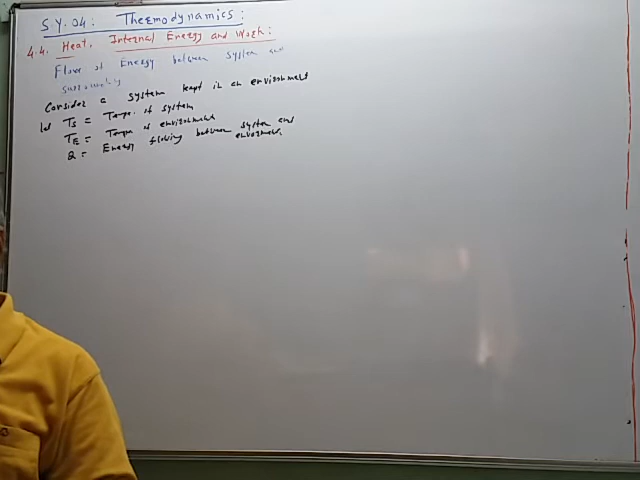 S.Y. 04: Thermodynamics:
4.4. Heat, Internal Energy and Work:
Flow of Energy between system and
surrounding
Consider a system kept in an environment
let Ts = Temp. of system
TE = Temp of environment
Q = Energy flowing between system and
environment.